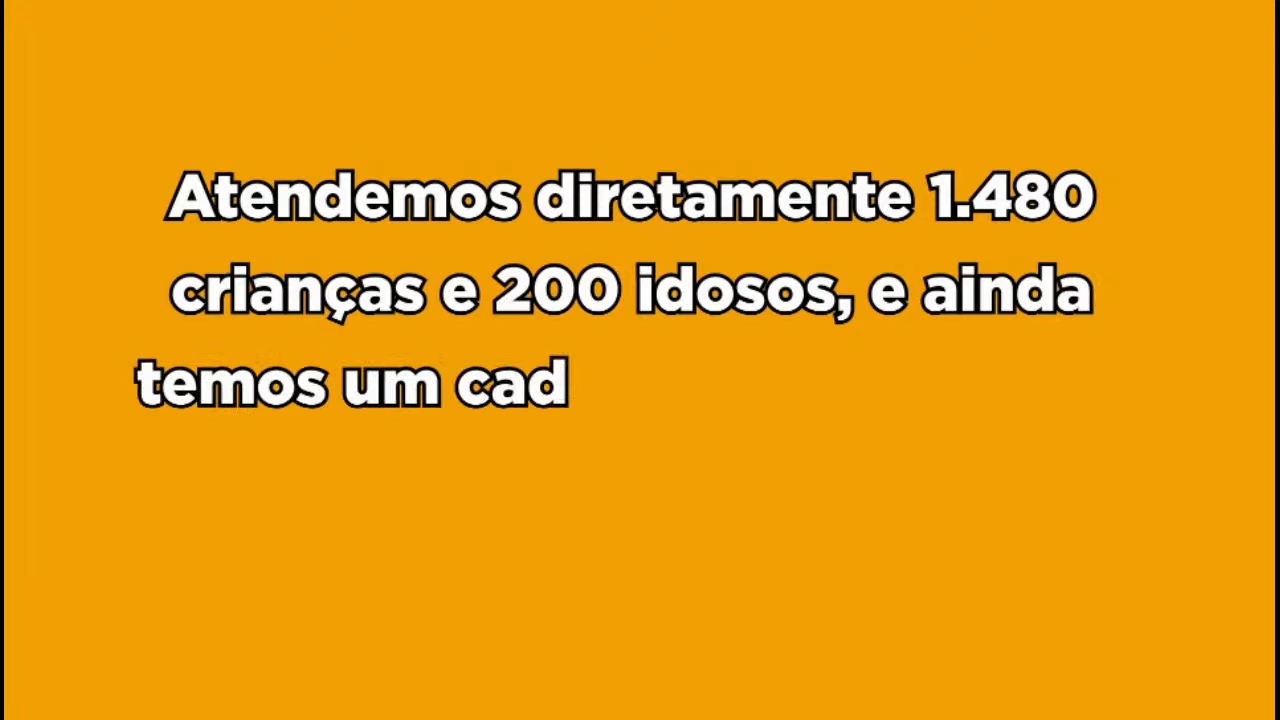 Atendemos diretamente 1.480
crianças e 200 idosos, e ainda
temos um cad